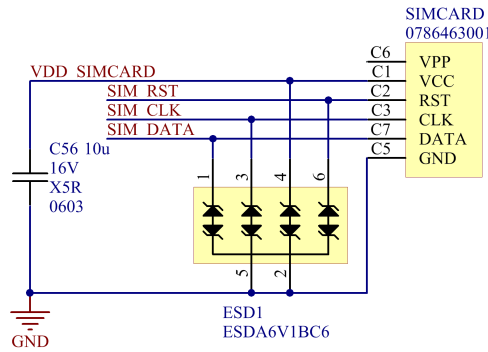 SIMCARD
0786463001
C6 VPP
VDD_SIMCARD C1 VCC
SIM_RST C2 RST
SIM_CLK C3 CLK
SIM_DATA C7 DATA
C5 GND
C56 10u
16V
X5R
0603
1 3 4 6
5 2
ESD1
ESDA6V1BC6
GND